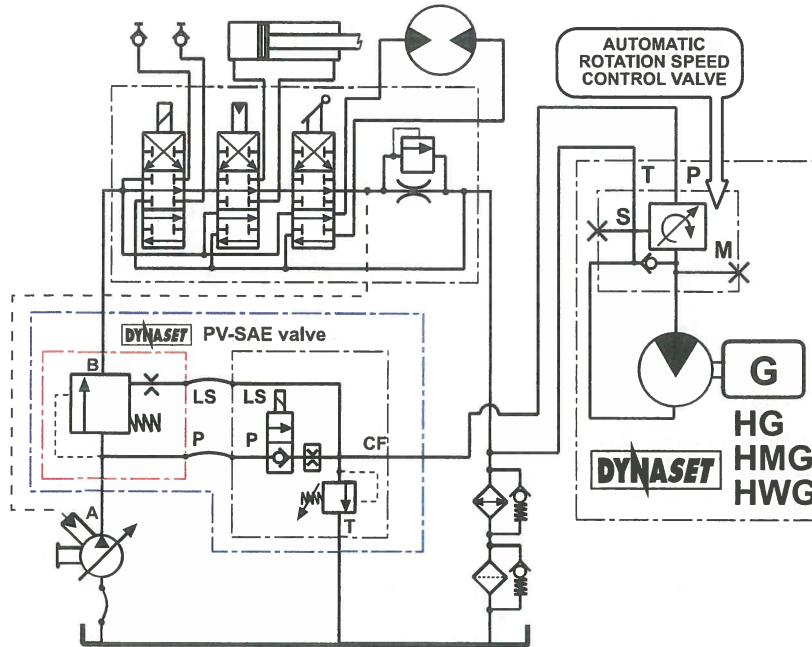 AUTOMATIC
ROTATION SPEED
CONTROL VALVE
T P
S
M
DYNASET PV-SAE valve
B
LS LS
P P
CF
T
A
G
HG
HMG
HWG
DYNASET